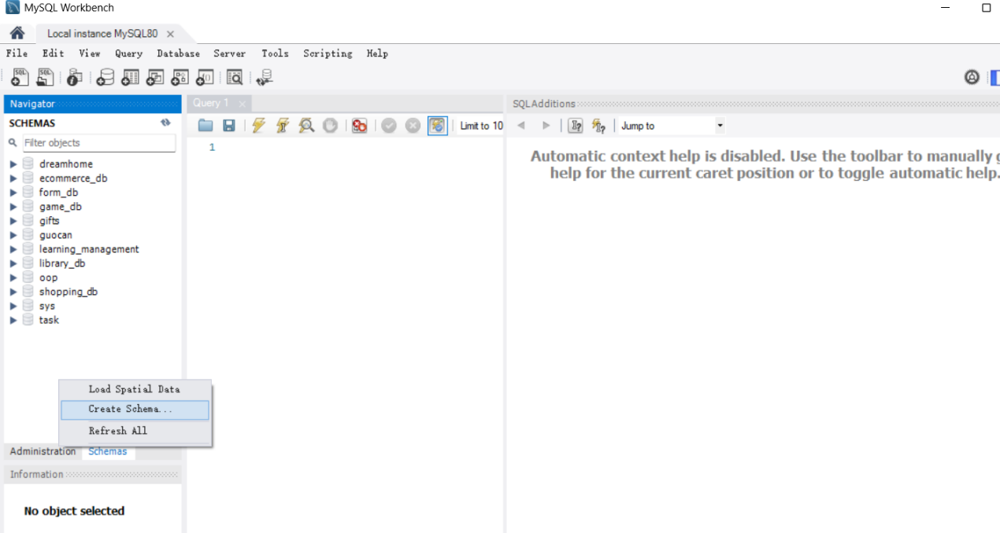 MySQL Workbench
Local instance MySQL80
File Edit View Query Database Server Tools Scripting Help
Navigator
SCHEMAS
Filter objects
dreamhome
ecommerce_db
form_db
game_db
gifts
guocan
learning_management
library_db
oop
shopping_db
sys
task
Load Spatial Data
Create Schema...
Refresh All
Administration Schemas
Information
No object selected
Query 1
Limit to 10
1
SQLAdditions
Jump to
Automatic context help is disabled. Use the toolbar to manually g
help for the current caret position or to toggle automatic help.